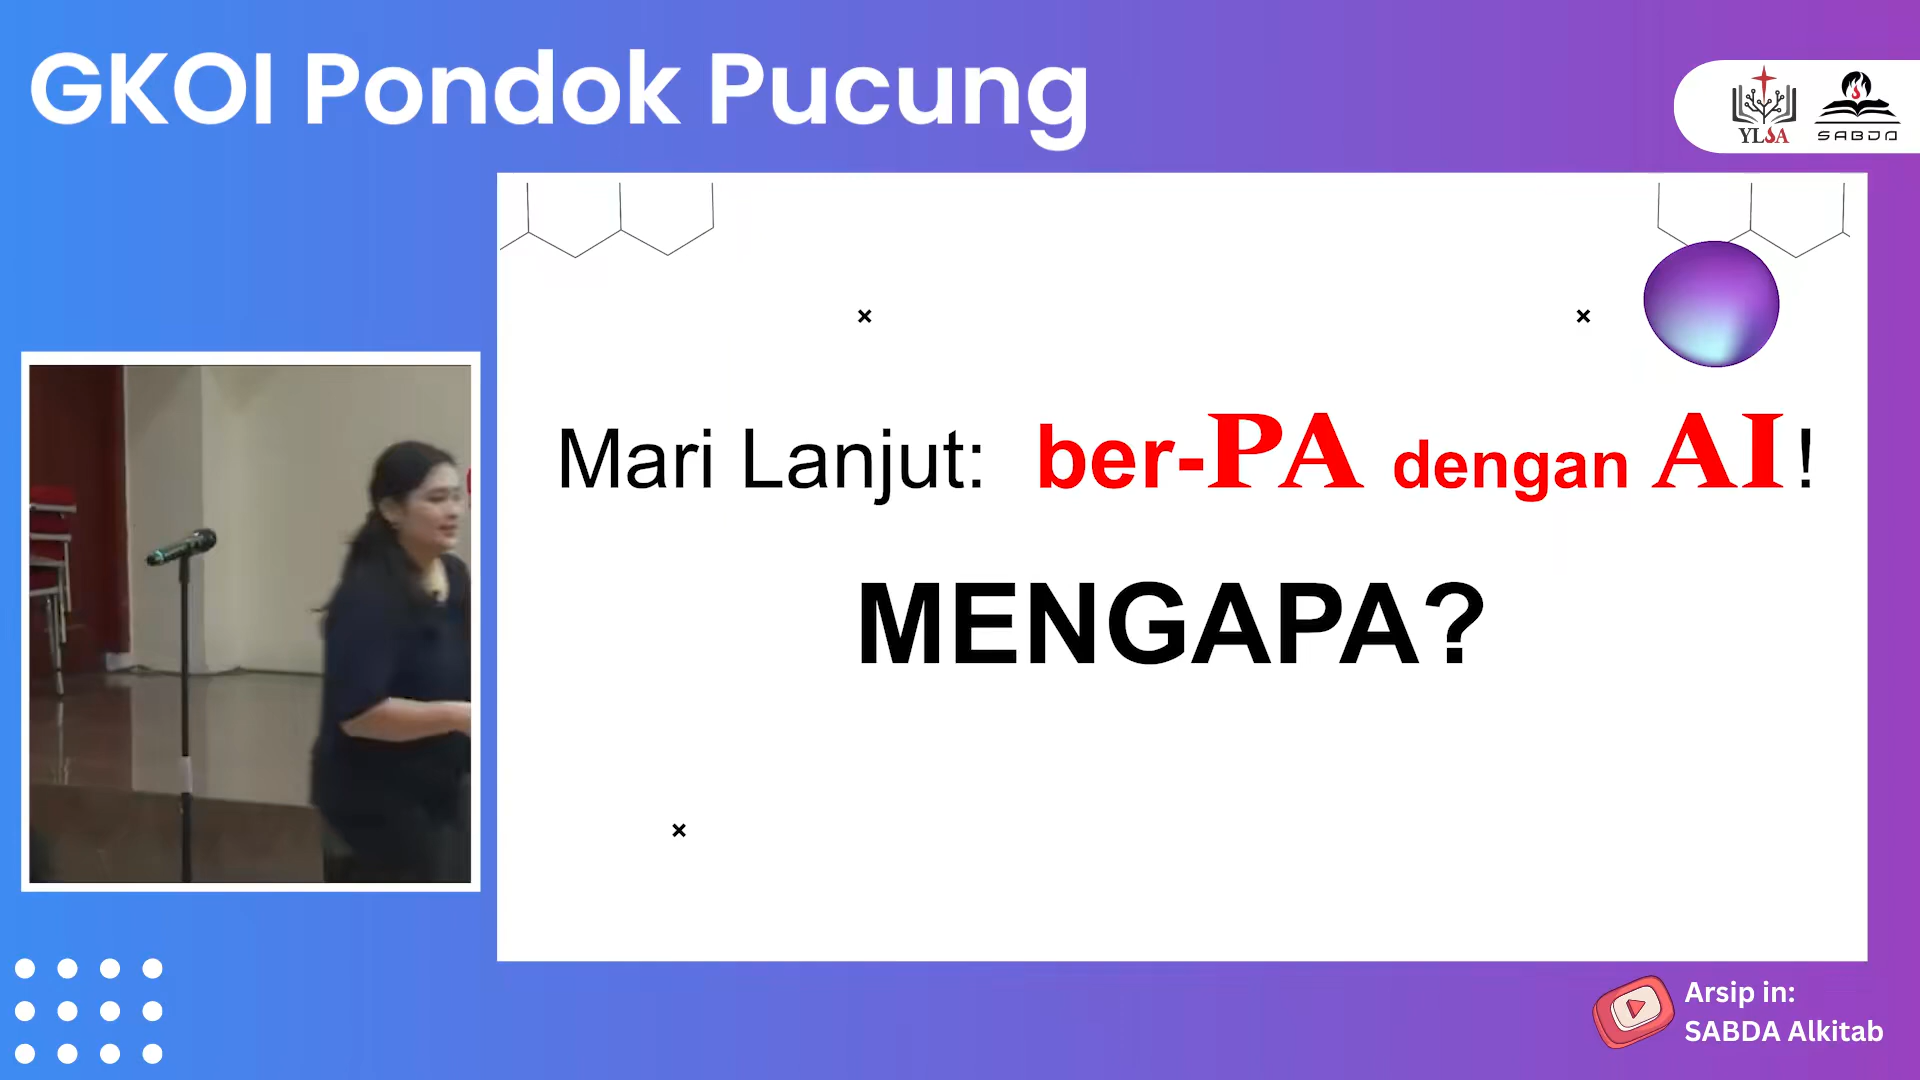 GKOI Pondok Pucung
YLSA
SABDA
Mari Lanjut: ber-PA dengan AI!
MENGAPA?
Arsip in:
SABDA Alkitab